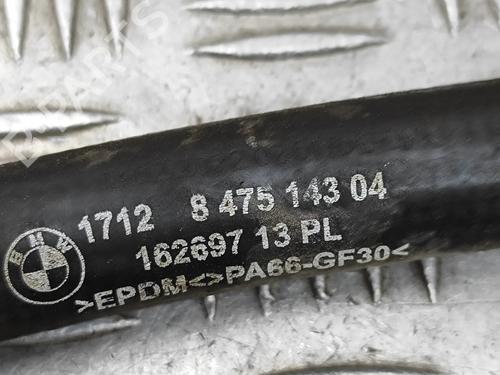 1712 8 475 143 04
162697 13 PL
>EPDM<>PA66-GF30<
BMW